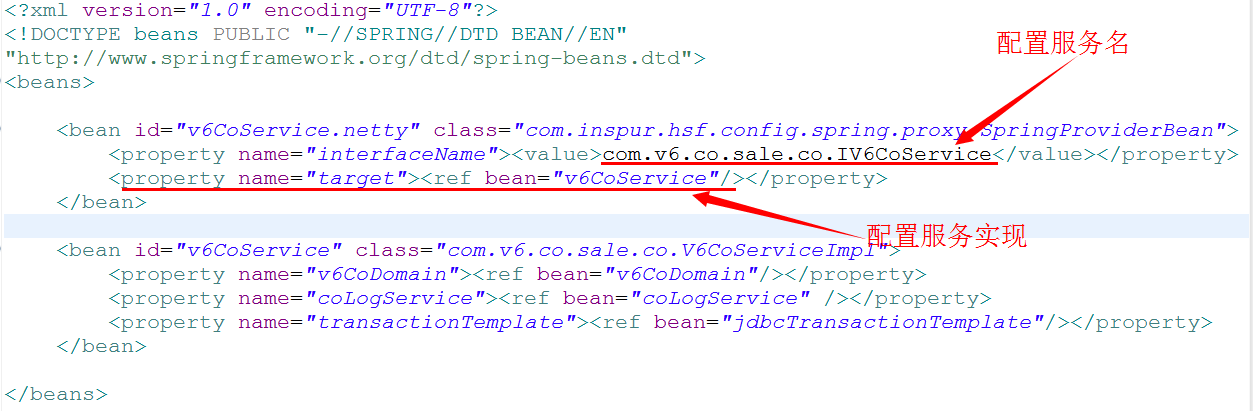 <?xml version="1.0" encoding="UTF-8"?>
<!DOCTYPE beans PUBLIC "-//SPRING//DTD BEAN//EN"
"http://www.springframework.org/dtd/spring-beans.dtd">
配置服务名
<beans>
<bean id="v6CoService.netty" class="com.inspur.hsf.config.spring.proxy.SpringProviderBean">
<property name="interfaceName"><value>com.v6.co.sale.co.IV6CoService</value></property>
<property name="target"><ref bean="v6CoService"/></property>
</bean>
配置服务实现
<bean id="v6CoService" class="com.v6.co.sale.co.V6CoServiceImpl">
<property name="v6CoDomain"><ref bean="v6CoDomain"/></property>
<property name="coLogService"><ref bean="coLogService" /></property>
<property name="transactionTemplate"><ref bean="jdbcTransactionTemplate"/></property>
</bean>
</beans>